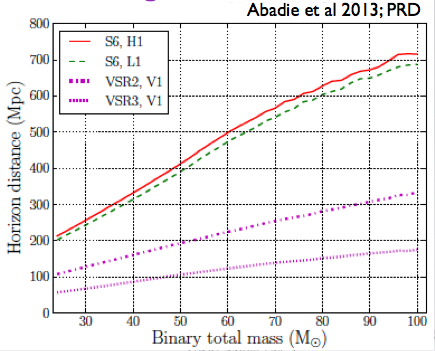 Abadie et al 2013; PRD
800
700
600
500
400
300
200
100
0
Horizon distance (Mpc)
S6, H1
S6, L1
VSR2, V1
VSR3, V1
30 40 50 60 70 80 90 100
Binary total mass (M⊙)